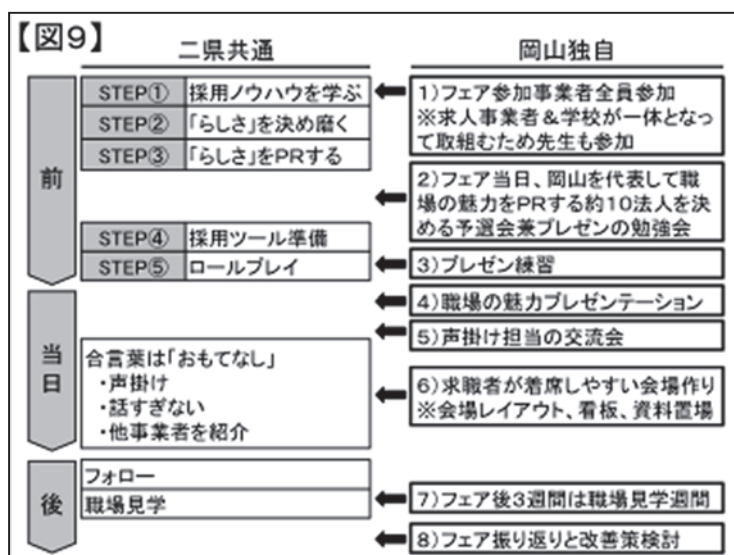 【図9】
二県共通
岡山独自
前
STEP① 採用ノウハウを学ぶ
STEP② 「らしさ」を決め磨く
STEP③ 「らしさ」をPRする
STEP④ 採用ツール準備
STEP⑤ ロールプレイ
1)フェア参加事業者全員参加
※求人事業者&学校が一体となっ
て取組むため先生も参加
2)フェア当日、岡山を代表して職
場の魅力をPRする約10法人を決
める予選会兼プレゼンの勉強会
3)プレゼン練習
当日
合言葉は「おもてなし」
・声掛け
・話すぎない
・他事業者を紹介
4)職場の魅力プレゼンテーション
5)声掛け担当の交流会
6)求職者が着席しやすい会場作り
※会場レイアウト、看板、資料置場
後
フォロー
職場見学
7)フェア後3週間は職場見学週間
8)フェア振り返りと改善策検討